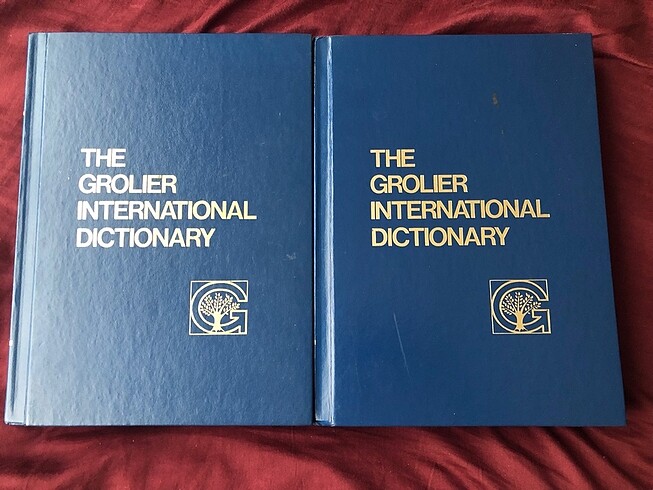 THE
GROLIER
INTERNATIONAL
DICTIONARY
G
THE
GROLIER
INTERNATIONAL
DICTIONARY
G